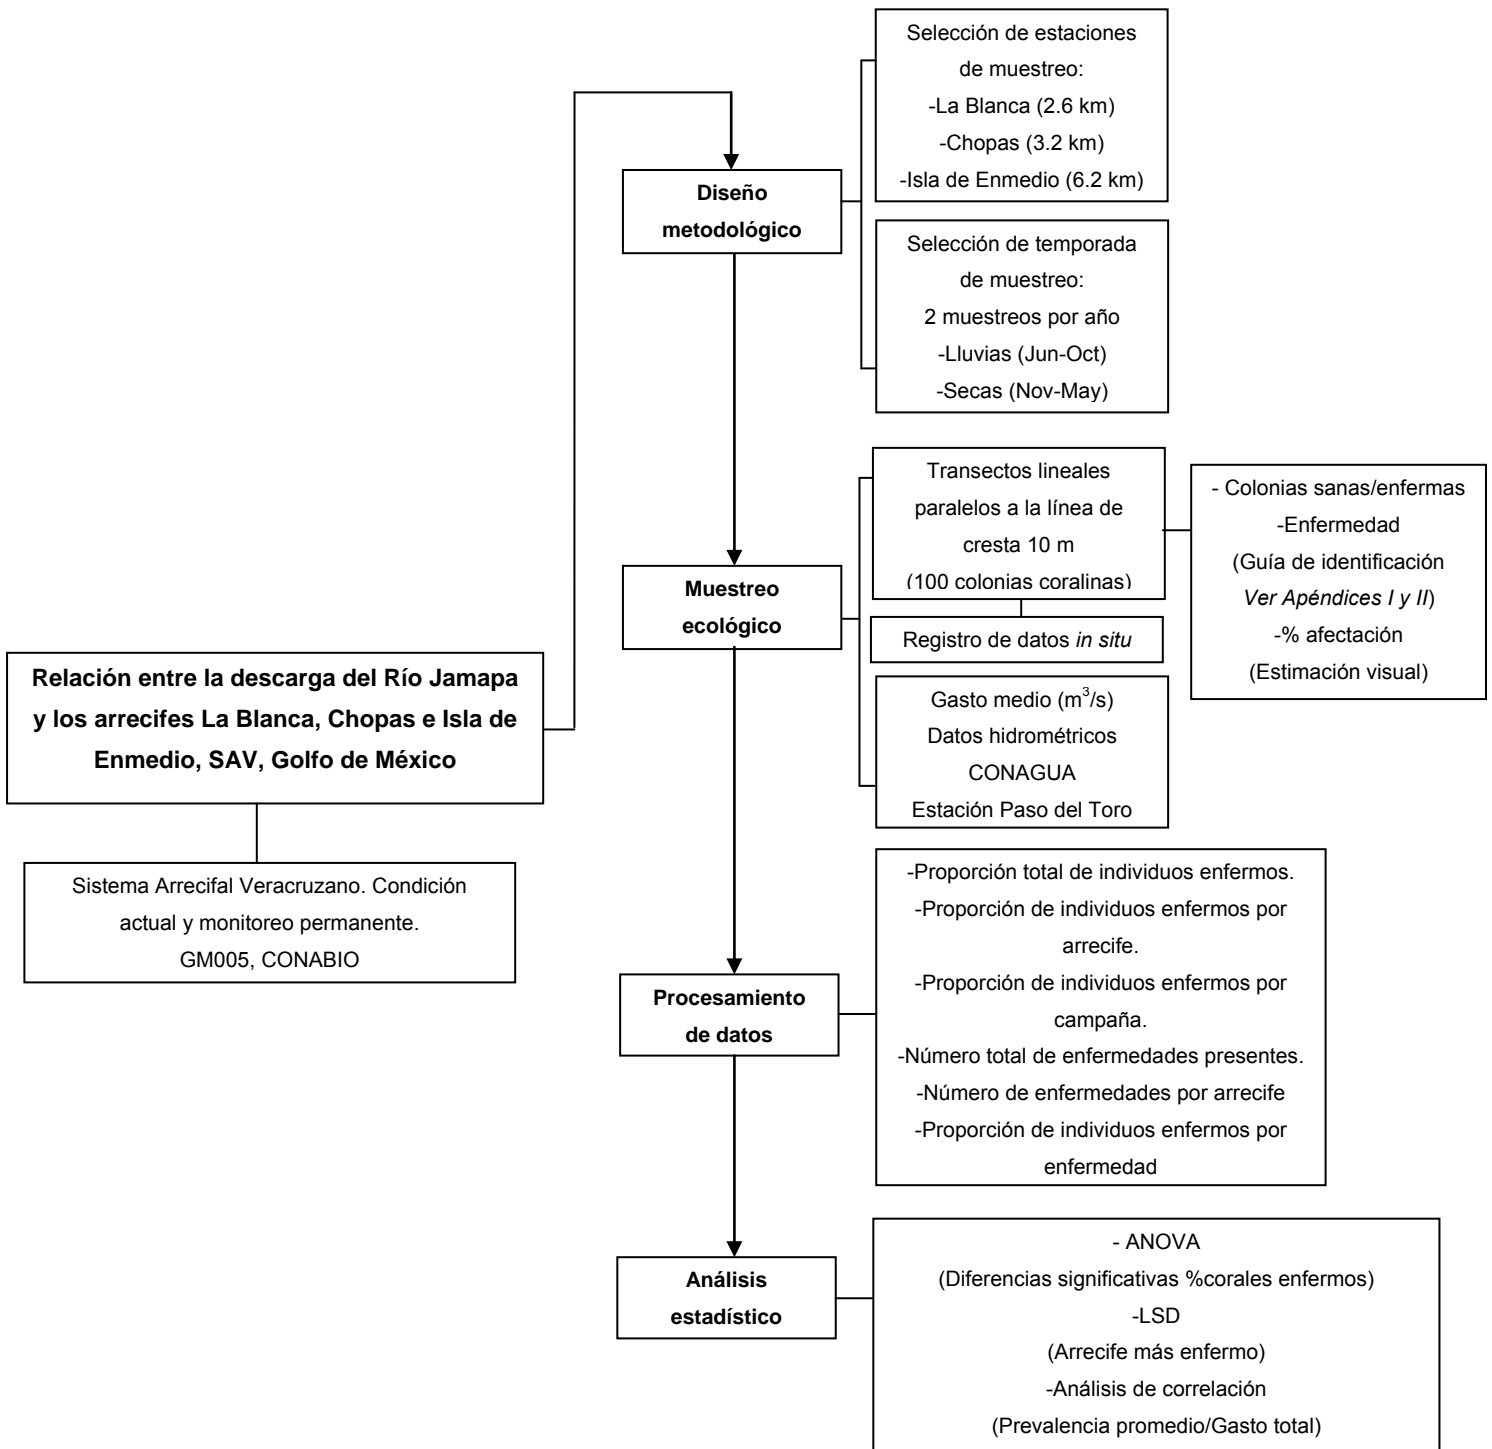 Relación entre la descarga del Río Jamapa
y los arrecifes La Blanca, Chopas e Isla de
Enmedio, SAV, Golfo de México
Sistema Arrecifal Veracruzano. Condición
actual y monitoreo permanente.
GM005, CONABIO
Diseño
metodológico
Selección de estaciones
de muestreo:
-La Blanca (2.6 km)
-Chopas (3.2 km)
-Isla de Enmedio (6.2 km)
Selección de temporada
de muestreo:
2 muestreos por año
-Lluvias (Jun-Oct)
-Secas (Nov-May)
Muestreo
ecológico
Transectos lineales
paralelos a la línea de
cresta 10 m
(100 colonias coralinas)
Registro de datos in situ
- Colonias sanas/enfermas
-Enfermedad
(Guía de identificación
Ver Apéndices I y II)
-% afectación
(Estimación visual)
Gasto medio (m³/s)
Datos hidrométricos
CONAGUA
Estación Paso del Toro
Procesamiento
de datos
-Proporción total de individuos enfermos.
-Proporción de individuos enfermos por
arrecife.
-Proporción de individuos enfermos por
campaña.
-Número total de enfermedades presentes.
-Número de enfermedades por arrecife
-Proporción de individuos enfermos por
enfermedad
Análisis
estadístico
- ANOVA
(Diferencias significativas %corales enfermos)
-LSD
(Arrecife más enfermo)
-Análisis de correlación
(Prevalencia promedio/Gasto total)